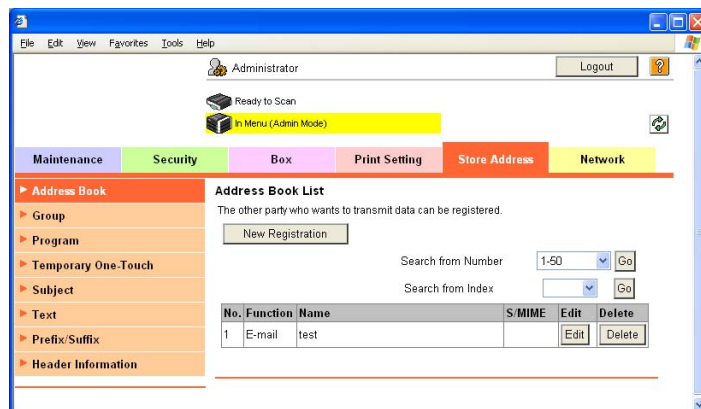 File Edit View Favorites Tools Help
Administrator Logout ?
Ready to Scan
In Menu (Admin Mode)
Maintenance Security Box Print Setting Store Address Network
Address Book
Group
Program
Temporary One-Touch
Subject
Text
Prefix/Suffix
Header Information
Address Book List
The other party who wants to transmit data can be registered.
New Registration
Search from Number 1-50 Go
Search from Index Go
No. Function Name S/MIME Edit Delete
1 E-mail test Edit Delete